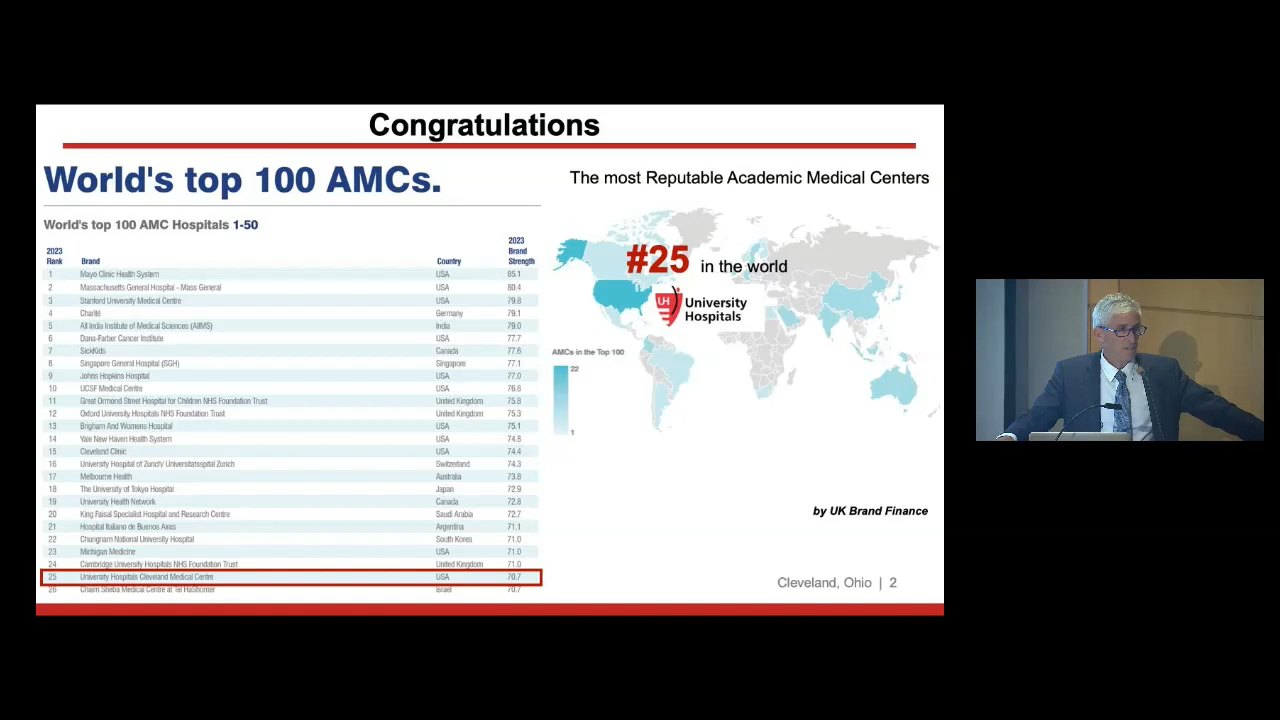 Congratulations
World's top 100 AMCs.
World's top 100 AMC Hospitals 1-50
2023 Rank Brand Country 2023 Brand Strength
1 Mayo Clinic Health System USA 85.1
2 Massachusetts General Hospital - Mass General USA 80.4
3 Stanford University Medical Centre USA 79.8
4 Charité Germany 79.1
5 All India Institute of Medical Sciences (AIIMS) India 79.0
6 Dana-Farber Cancer Institute USA 77.7
7 SickKids Canada 77.6
8 Singapore General Hospital (SGH) Singapore 77.1
9 Johns Hopkins Hospital USA 77.0
10 UCSF Medical Centre USA 76.8
11 Great Ormond Street Hospital for Children NHS Foundation Trust United Kingdom 75.8
12 Oxford University Hospitals NHS Foundation Trust United Kingdom 75.3
13 Brigham And Womens Hospital USA 75.1
14 Yale New Haven Health System USA 74.8
15 Cleveland Clinic USA 74.4
16 University Hospital of Zurich/ Universitatsspital Zurich Switzerland 74.3
17 Melbourne Health Australia 73.8
18 The University of Tokyo Hospital Japan 72.9
19 University Health Network Canada 72.8
20 King Faisal Specialist Hospital and Research Centre Saudi Arabia 72.7
21 Hospital Italiano de Buenos Aires Argentina 71.1
22 Chungnam National University Hospital South Korea 71.0
23 Michigan Medicine USA 71.0
24 Cambridge University Hospitals NHS Foundation Trust United Kingdom 71.0
25 University Hospitals Cleveland Medical Centre USA 70.7
26 Chaim Sheba Medical Centre at Tel HaShomer Israel 70.7
The most Reputable Academic Medical Centers
#25 in the world
UH University
Hospitals
AMCs in the Top 100
22
1
by UK Brand Finance
Cleveland, Ohio | 2